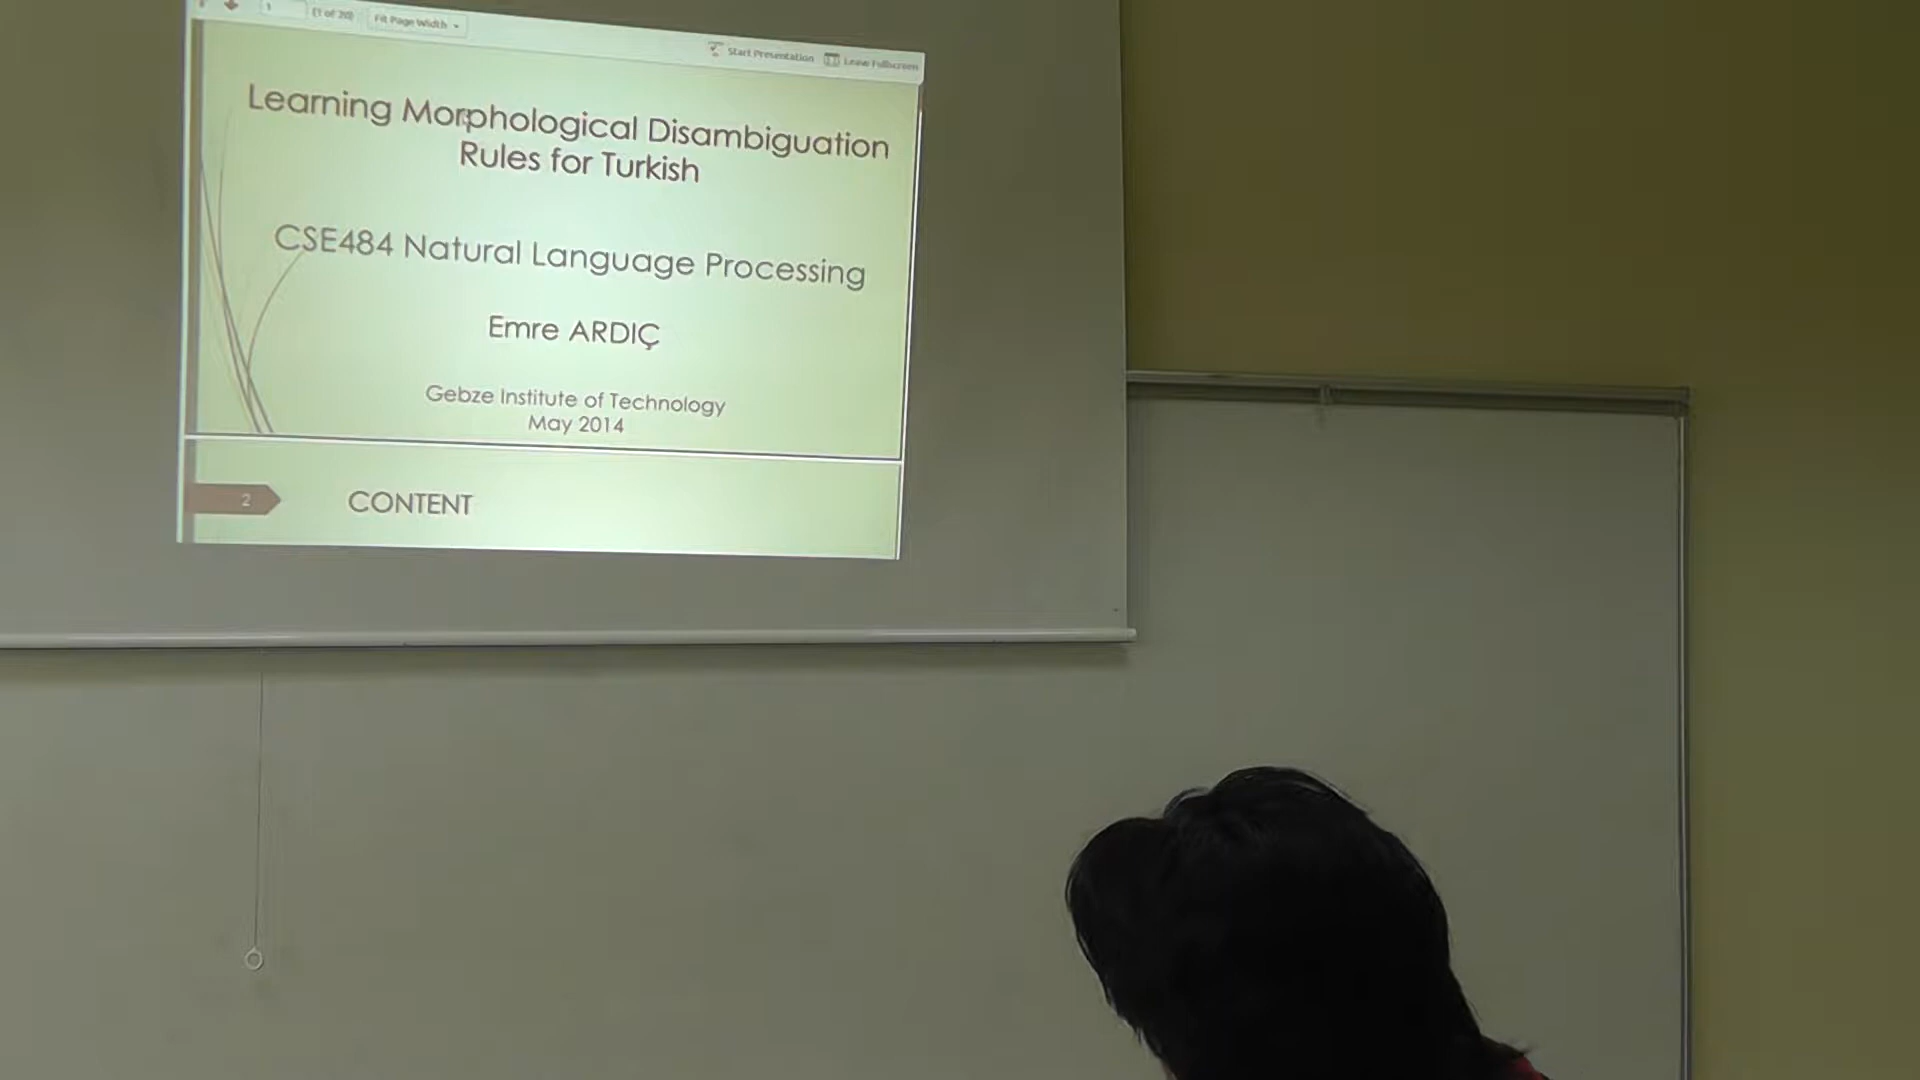 1 (1 of 20) Fit Page Width
Start Presentation Leave Fullscreen
Learning Morphological Disambiguation
Rules for Turkish
CSE484 Natural Language Processing
Emre ARDIÇ
Gebze Institute of Technology
May 2014
2 CONTENT